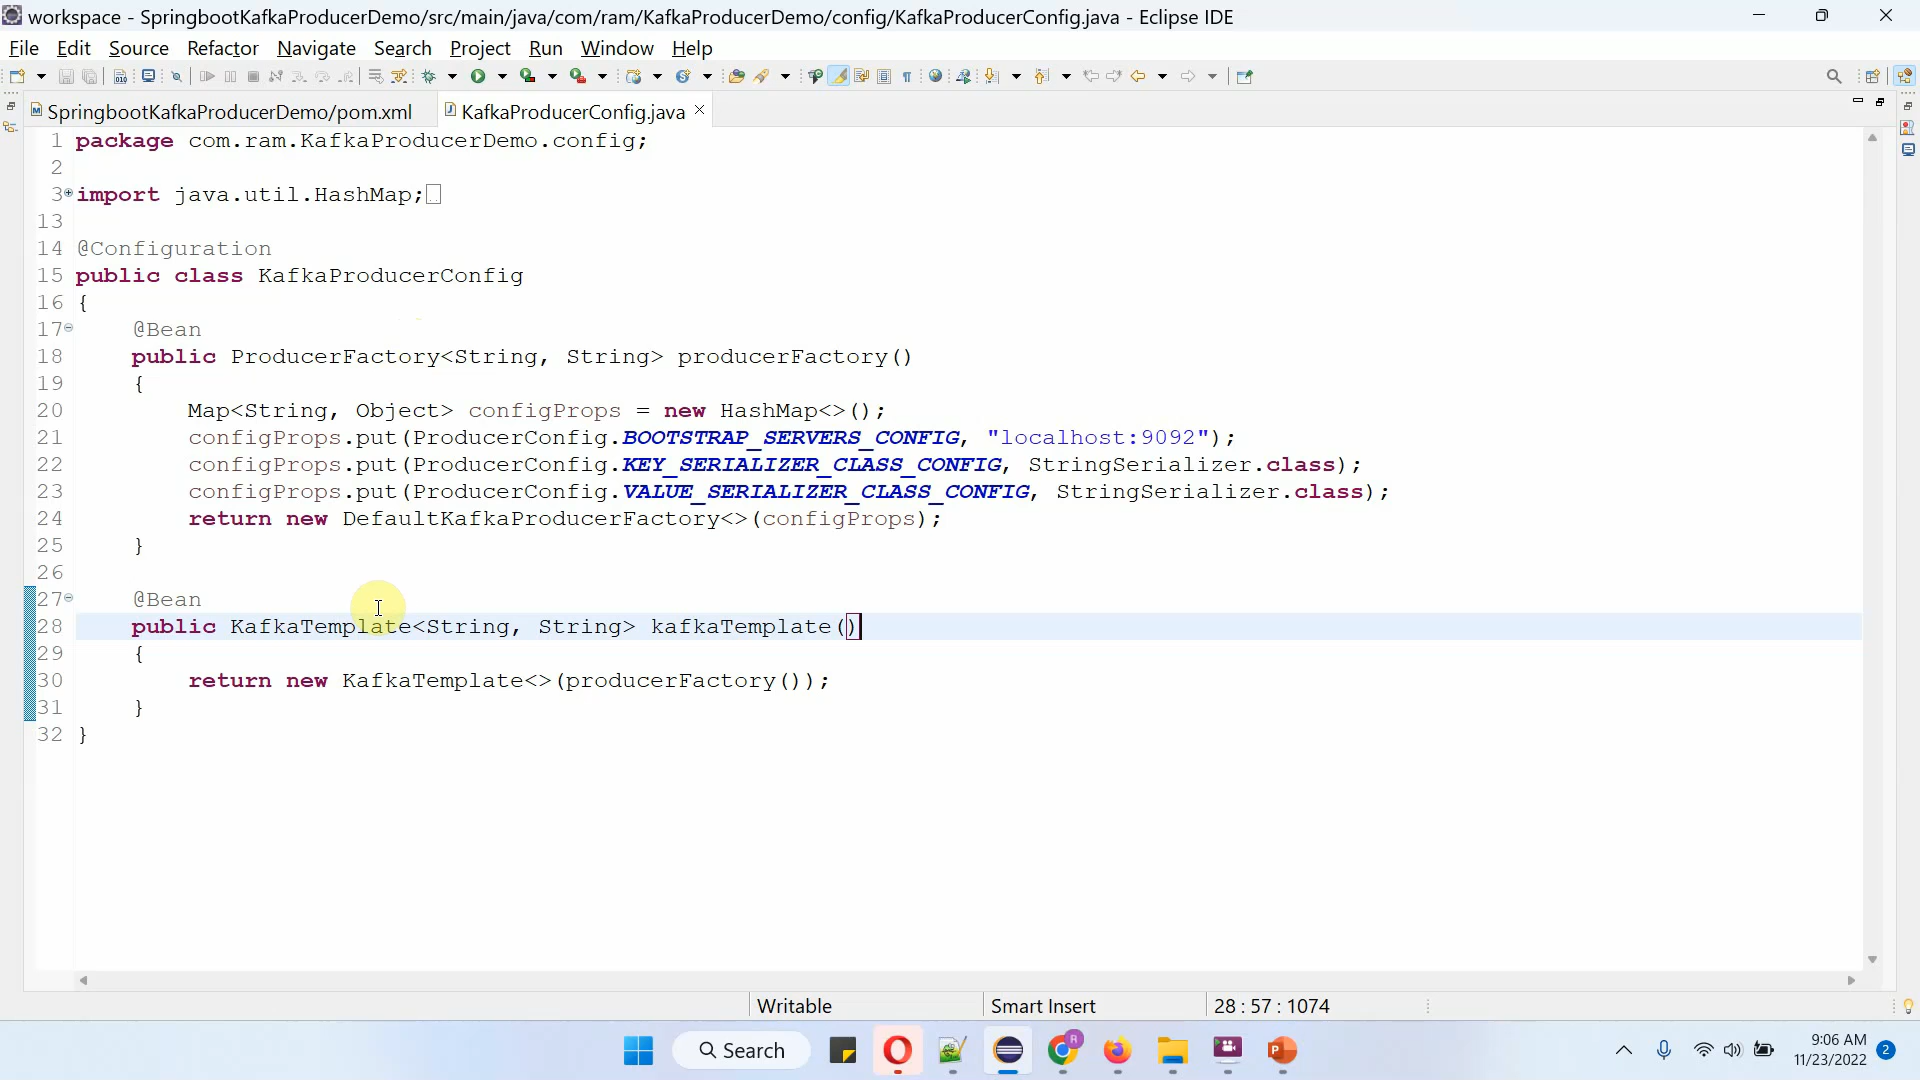 workspace - SpringbootKafkaProducerDemo/src/main/java/com/ram/KafkaProducerDemo/config/KafkaProducerConfig.java - Eclipse IDE
File Edit Source Refactor Navigate Search Project Run Window Help
SpringbootKafkaProducerDemo/pom.xml KafkaProducerConfig.java
1 package com.ram.KafkaProducerDemo.config;
2
3 import java.util.HashMap;
13
14 @Configuration
15 public class KafkaProducerConfig
16 {
17 @Bean
18 public ProducerFactory<String, String> producerFactory()
19 {
20 Map<String, Object> configProps = new HashMap<>();
21 configProps.put(ProducerConfig.BOOTSTRAP_SERVERS_CONFIG, "localhost:9092");
22 configProps.put(ProducerConfig.KEY_SERIALIZER_CLASS_CONFIG, StringSerializer.class);
23 configProps.put(ProducerConfig.VALUE_SERIALIZER_CLASS_CONFIG, StringSerializer.class);
24 return new DefaultKafkaProducerFactory<>(configProps);
25 }
26
27 @Bean
28 public KafkaTemplate<String, String> kafkaTemplate()
29 {
30 return new KafkaTemplate<>(producerFactory());
31 }
32 }
Writable Smart Insert 28 : 57 : 1074
Search
9:06 AM
11/23/2022
2